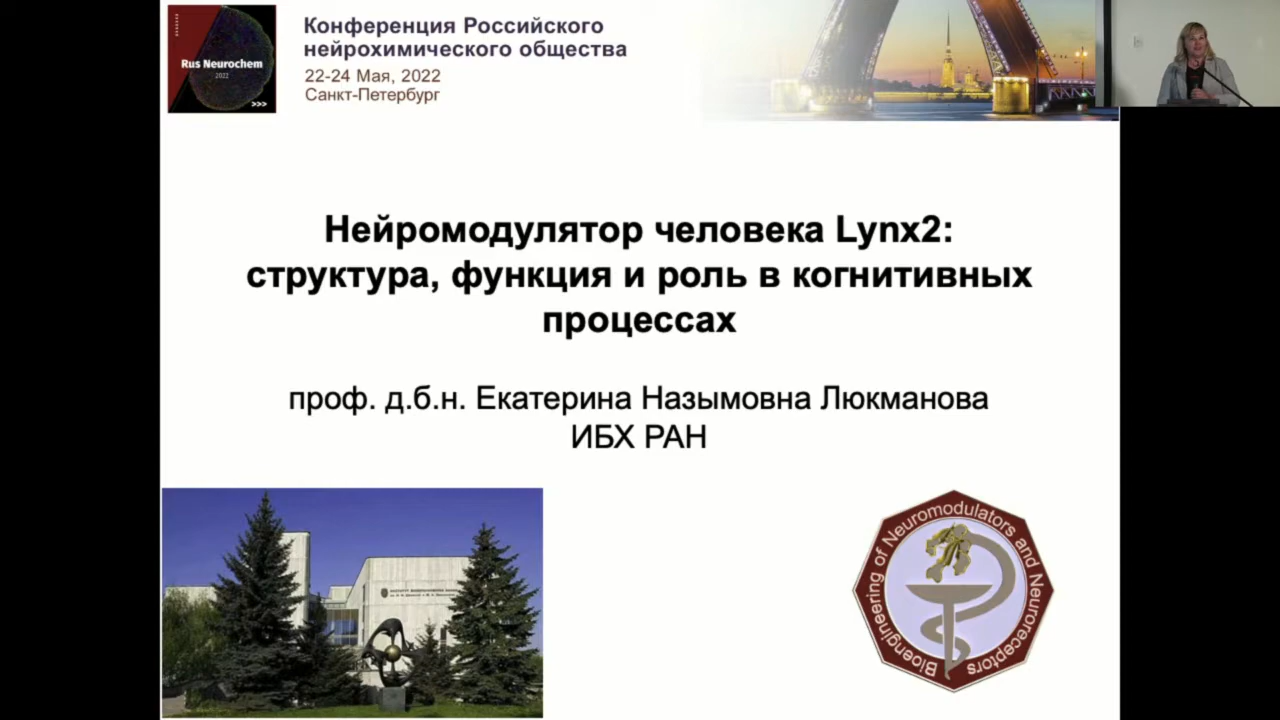 Rus Neurochem
2022
>>>
Конференция Российского
нейрохимического общества
22-24 Мая, 2022
Санкт-Петербург
Нейромодулятор человека Lynx2:
структура, функция и роль в когнитивных
процессах
проф. д.б.н. Екатерина Назымовна Люкманова
ИБХ РАН
Bioengineering of Neuromodulators and Neuroreceptors